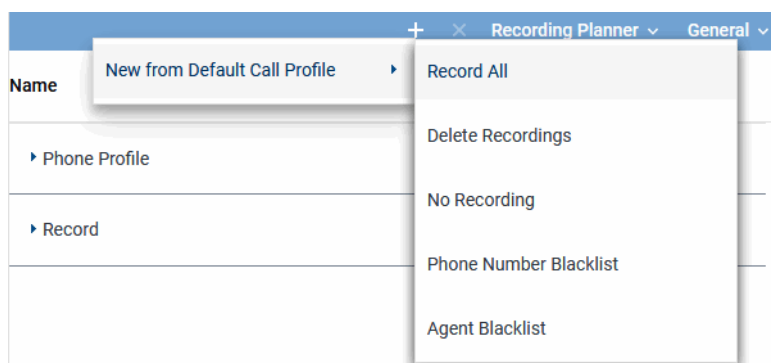 Recording Planner
General
Name
New from Default Call Profile
Record All
Delete Recordings
Phone Profile
No Recording
Record
Phone Number Blacklist
Agent Blacklist